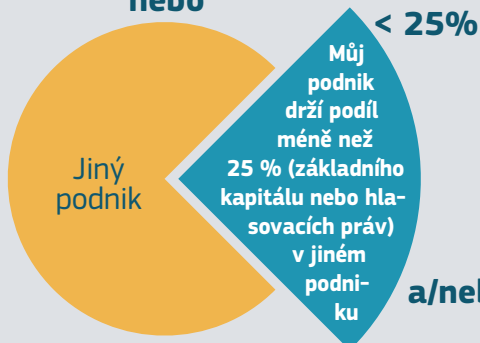 nebo
< 25%
Můj
podnik
drží podíl
méně než
25 % (základního
kapitálu nebo hla-
sovacích práv)
v jiném
podni-
ku
Jiný
podnik